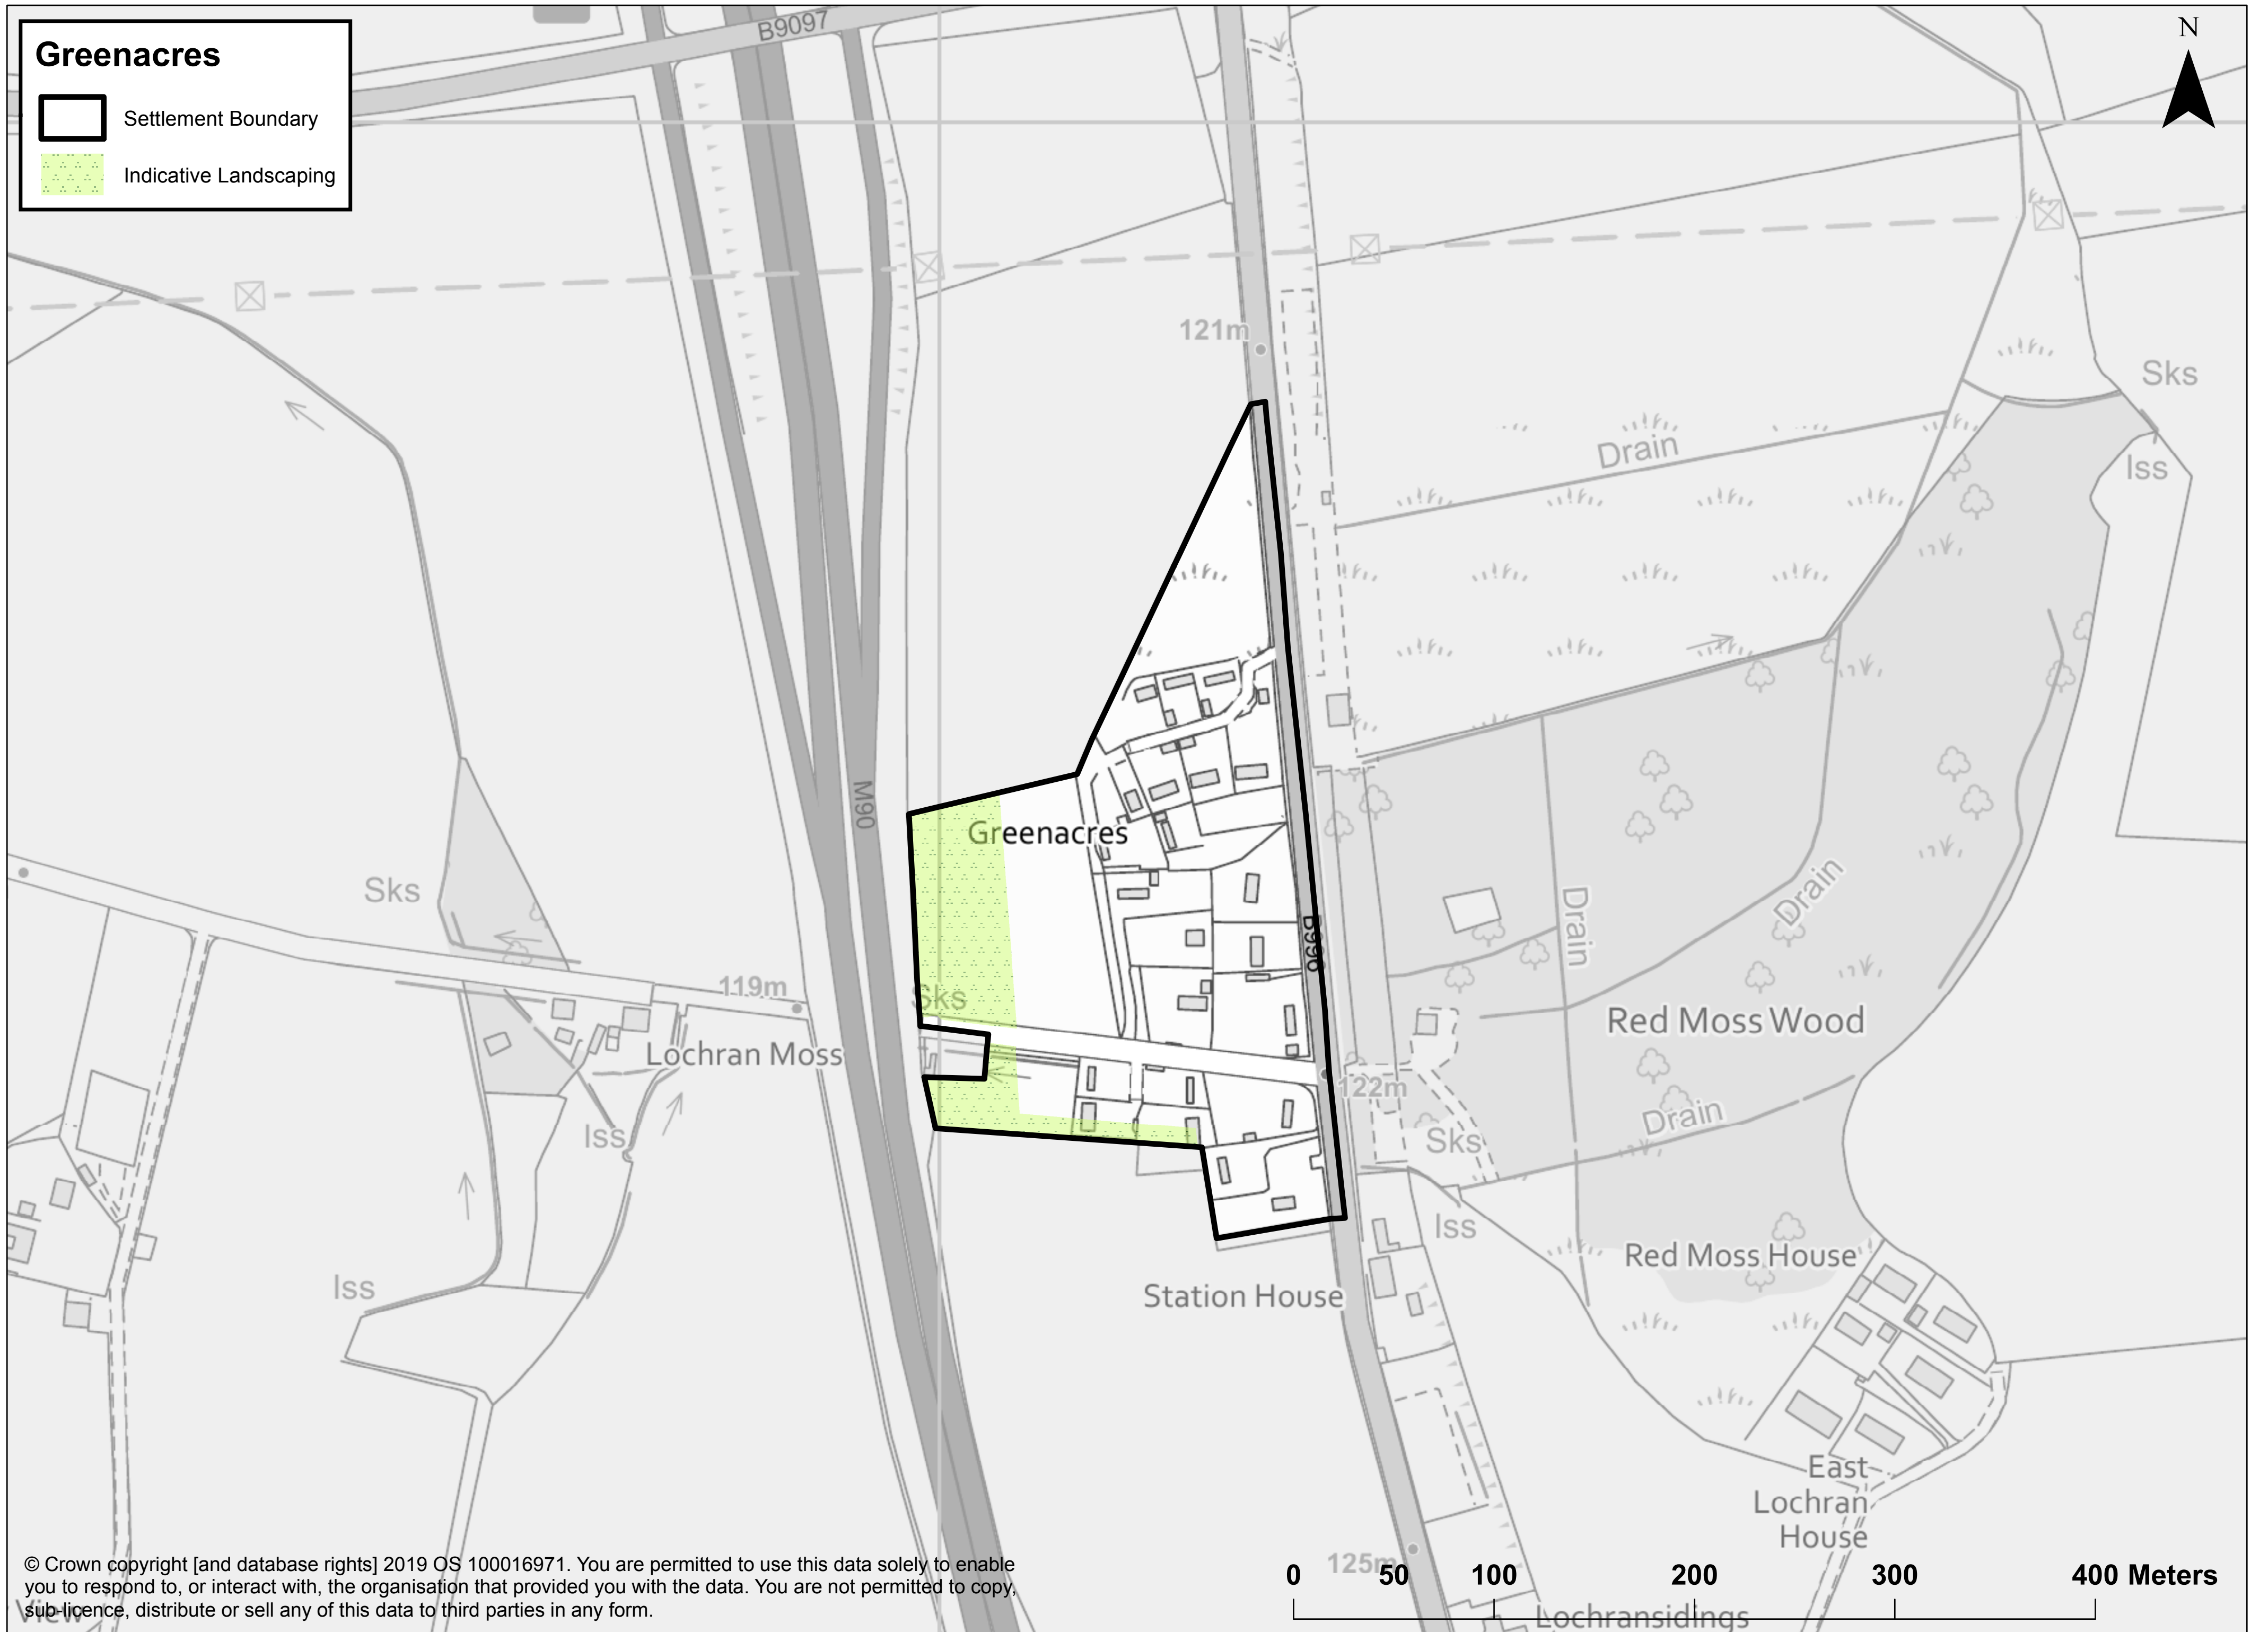 Greenacres
Settlement Boundary
Indicative Landscaping
B9097
N
121m
Drain
Sks
Iss
M90
Greenacres
Sks
B996
Drain
Drain
Sks
119m
Lochran Moss
Red Moss Wood
122m
Drain
Iss
Sks
Iss
Red Moss House
Iss
Station House
East
Lochran
House
125m
0 50 100 200 300 400 Meters
Lochransidings
View
© Crown copyright [and database rights] 2019 OS 100016971. You are permitted to use this data solely to enable
you to respond to, or interact with, the organisation that provided you with the data. You are not permitted to copy,
sub-licence, distribute or sell any of this data to third parties in any form.